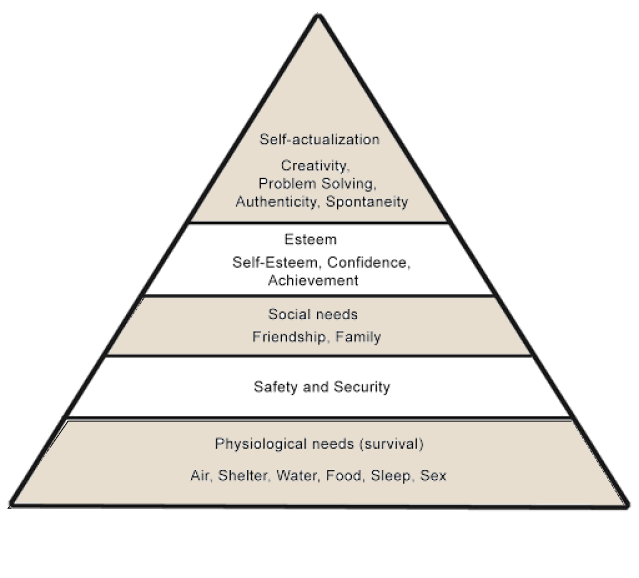 Self-actualization
Creativity,
Problem Solving,
Authenticity, Spontaneity
Esteem
Self-Esteem, Confidence,
Achievement
Social needs
Friendship, Family
Safety and Security
Physiological needs (survival)
Air, Shelter, Water, Food, Sleep, Sex